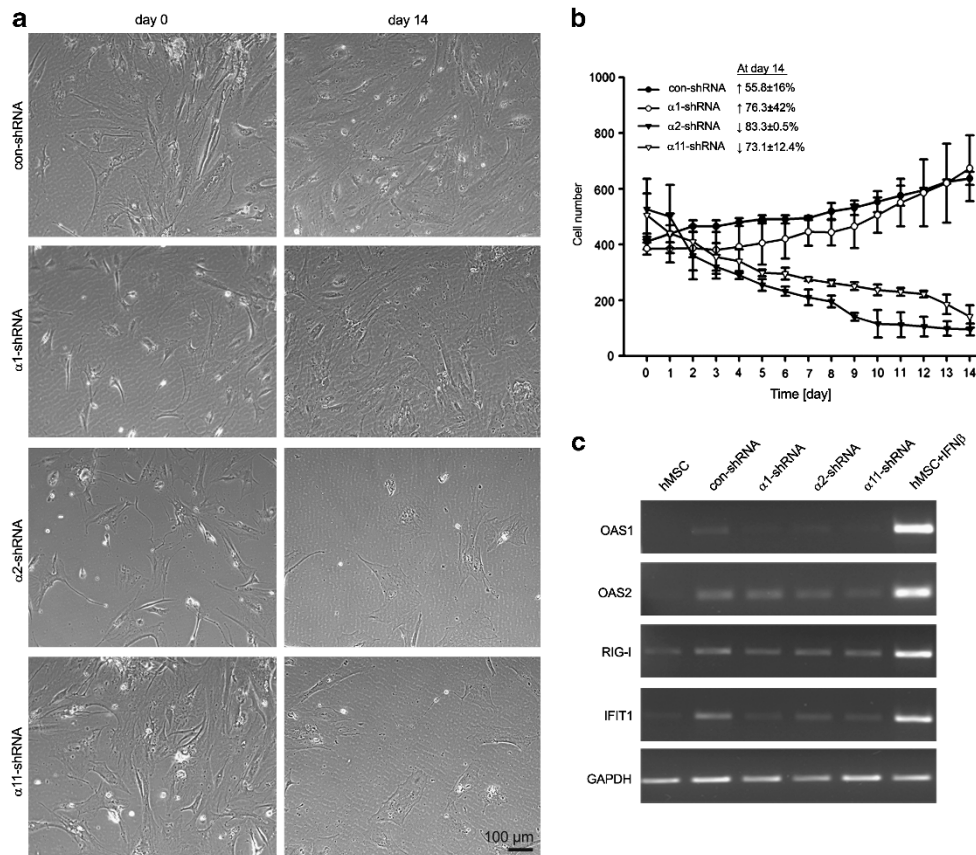 a
day 0
day 14
con-shRNA
α1-shRNA
α2-shRNA
α11-shRNA
100 µm
b
At day 14
con-shRNA ↑ 55.8±16%
α1-shRNA ↑ 76.3±42%
α2-shRNA ↓ 83.3±0.5%
α11-shRNA ↓ 73.1±12.4%
Cell number
1000
800
600
400
200
0
0 1 2 3 4 5 6 7 8 9 10 11 12 13 14
Time [day]
c
hMSC
con-shRNA
α1-shRNA
α2-shRNA
α11-shRNA
hMSC+IFNβ
OAS1
OAS2
RIG-I
IFIT1
GAPDH